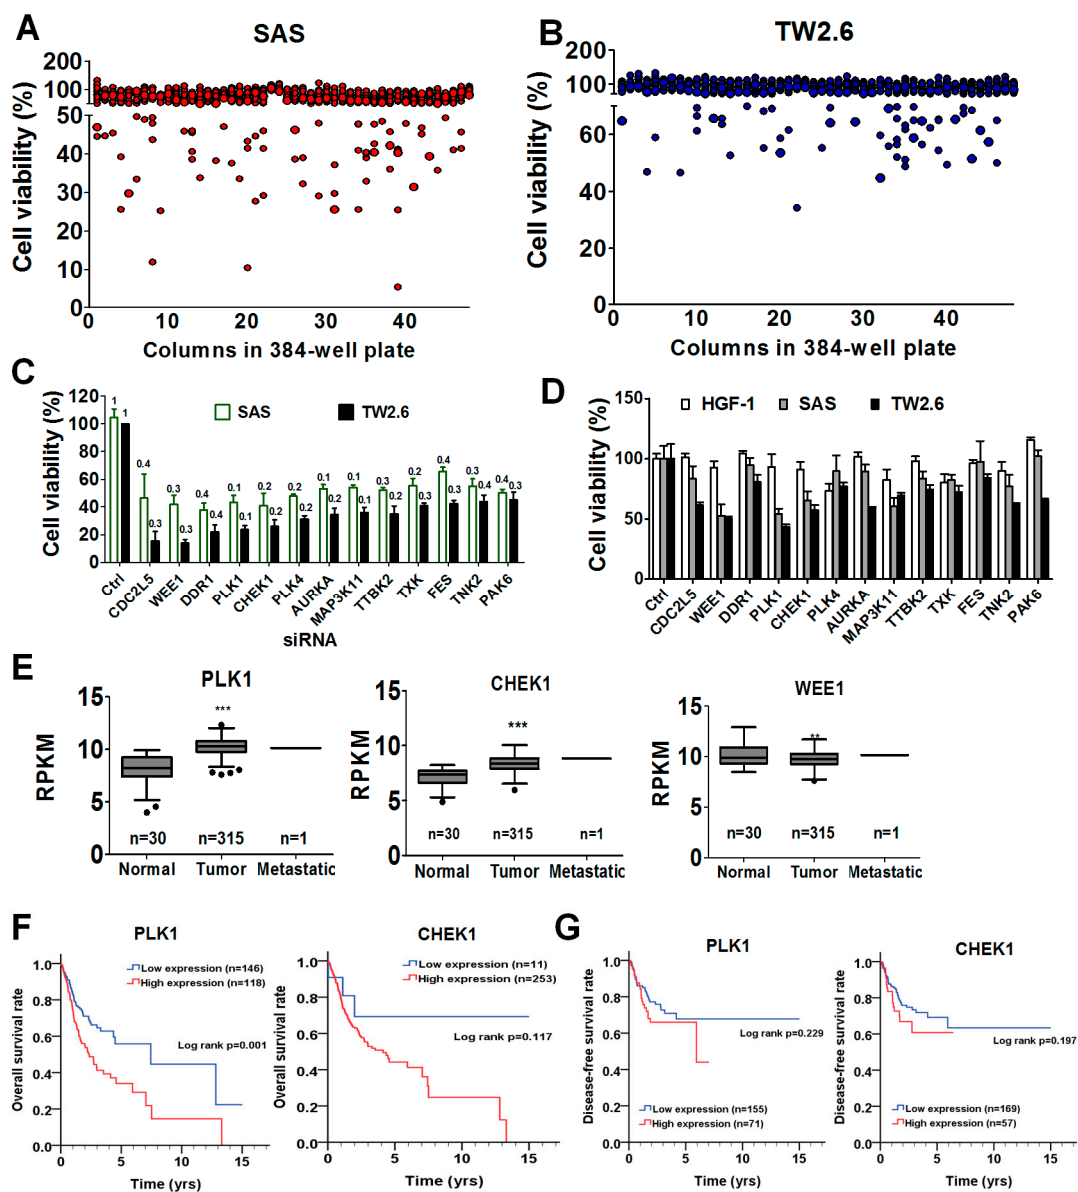 A
SAS
Cell viability (%)
200
100
50
40
30
20
10
0
0
10
20
30
40
Columns in 384-well plate
B
TW2.6
Cell viability (%)
200
100
60
40
20
0
0
10
20
30
40
Columns in 384-well plate
C
Cell viability (%)
120
100
80
60
40
20
0
SAS
TW2.6
1
1
0.4
0.3
0.3
0.3
0.4
0.2
0.1
0.2
0.2
0.2
0.2
0.2
0.1
0.2
0.2
0.1
0.2
0.2
0.2
0.2
0.4
0.2
0.3
0.4
0.2
0.3
Ctrl
CDC2L5
WEE1
DDR1
PLK1
CHEK1
PLK4
AURKA
MAP3K11
TTBK2
TXK
FES
TNK2
PAK6
siRNA
D
Cell viability (%)
150
100
50
0
HGF-1
SAS
TW2.6
Ctrl
CDC2L5
WEE1
DDR1
PLK1
CHEK1
PLK4
AURKA
MAP3K11
TTBK2
TXK
FES
TNK2
PAK6
E
PLK1
RPKM
15
10
5
0
***
n=30
n=315
n=1
Normal
Tumor
Metastatic
CHEK1
RPKM
15
10
5
0
***
n=30
n=315
n=1
Normal
Tumor
Metastatic
WEE1
RPKM
15
10
5
0
**
n=30
n=315
n=1
Normal
Tumor
Metastatic
F
PLK1
Overall survival rate
1.0
0.8
0.6
0.4
0.2
0.0
Low expression (n=146)
High expression (n=118)
Log rank p=0.001
0
5
10
15
Time (yrs)
CHEK1
Overall survival rate
1.0
0.8
0.6
0.4
0.2
0.0
Low expression (n=11)
High expression (n=253)
Log rank p=0.117
0
5
10
15
Time (yrs)
G
PLK1
Disease-free survival rate
1.0
0.8
0.6
0.4
0.2
0.0
Log rank p=0.229
Low expression (n=155)
High expression (n=71)
0
5
10
15
Time (yrs)
CHEK1
Disease-free survival rate
1.0
0.8
0.6
0.4
0.2
0.0
Log rank p=0.197
Low expression (n=169)
High expression (n=57)
0
5
10
15
Time (yrs)